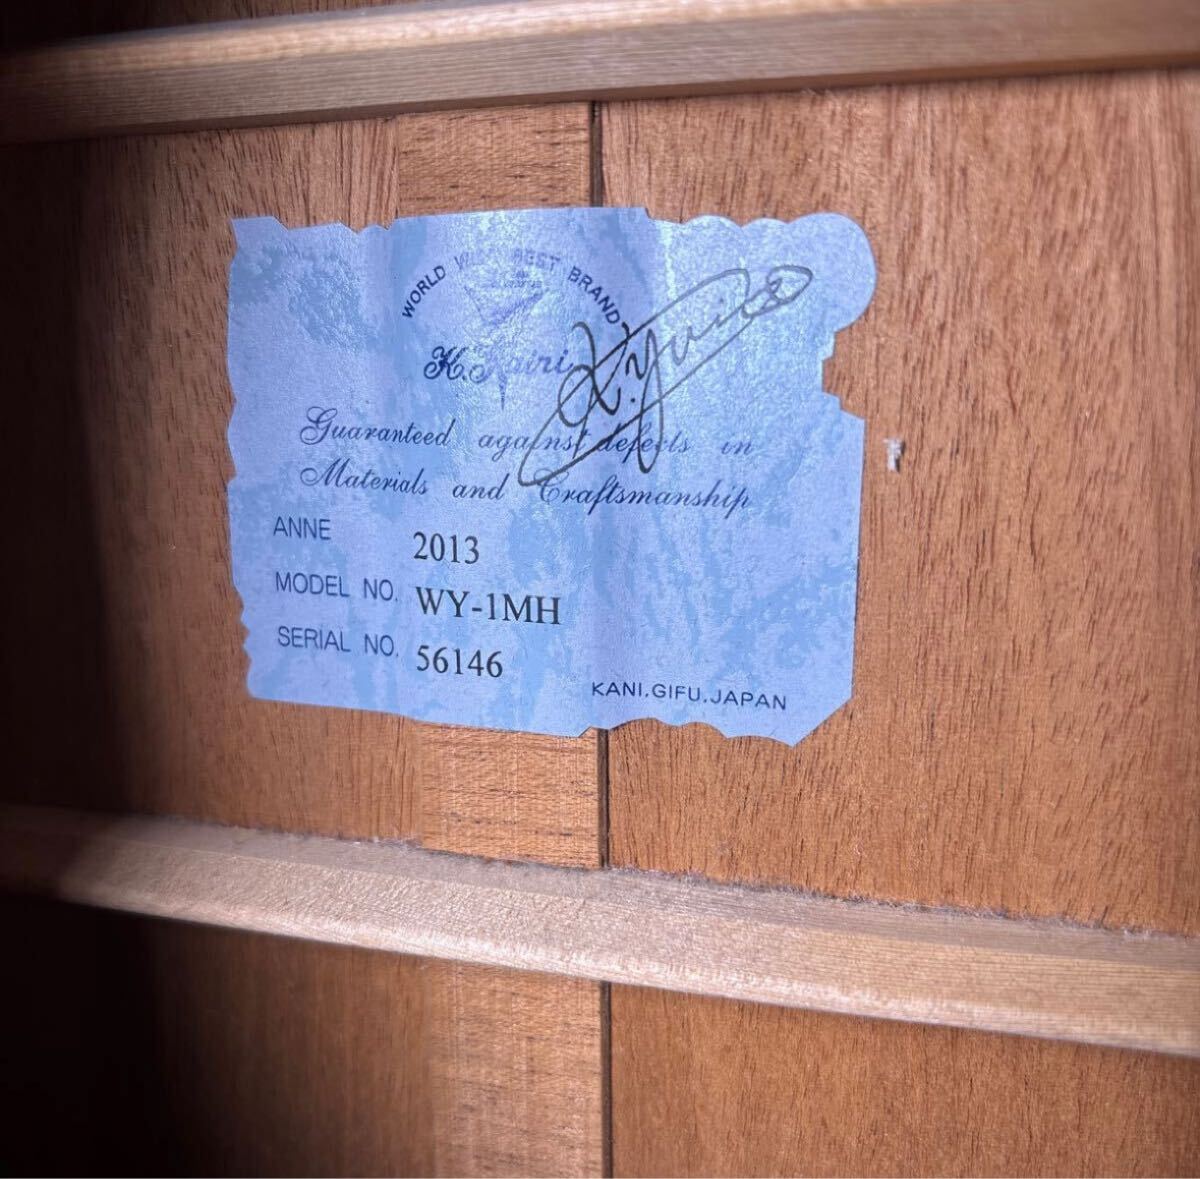 WORLD WIDE BEST BRAND
K. Yairi
K. Yairi
Guaranteed against defects in
Materials and Craftsmanship
ANNE 2013
MODEL NO. WY-1MH
SERIAL NO. 56146
KANI.GIFU.JAPAN